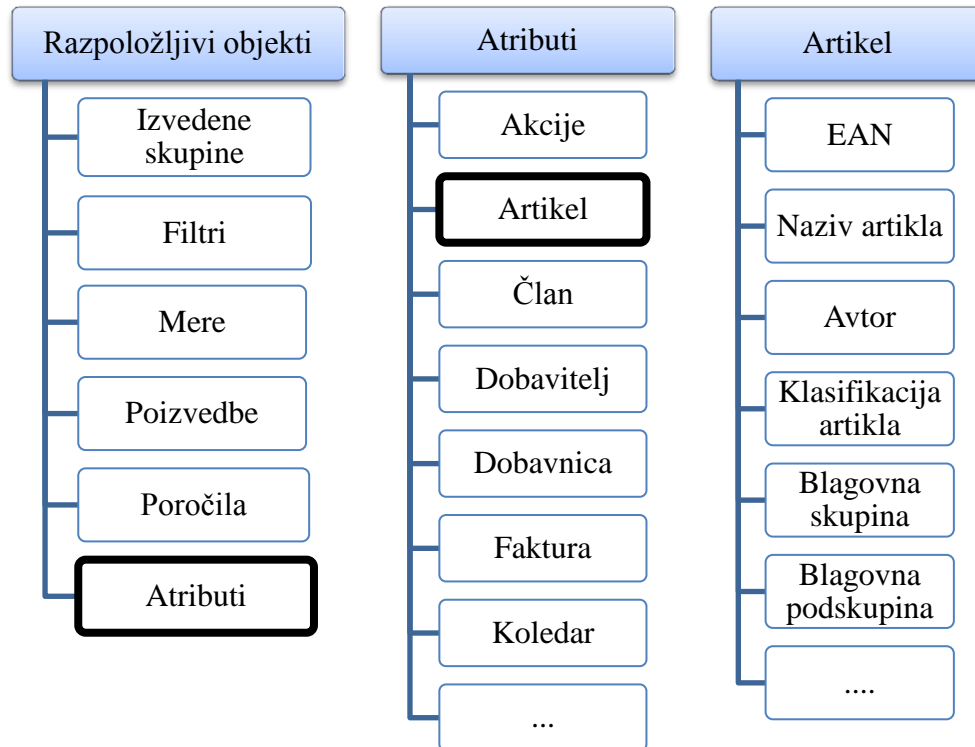 Razpoložljivi objekti
Izvedene
skupine
Filtri
Mere
Poizvedbe
Poročila
Atributi
Atributi
Akcije
Artikel
Član
Dobavitelj
Dobavnica
Faktura
Koledar
...
Artikel
EAN
Naziv artikla
Avtor
Klasifikacija
artikla
Blagovna
skupina
Blagovna
podskupina
....